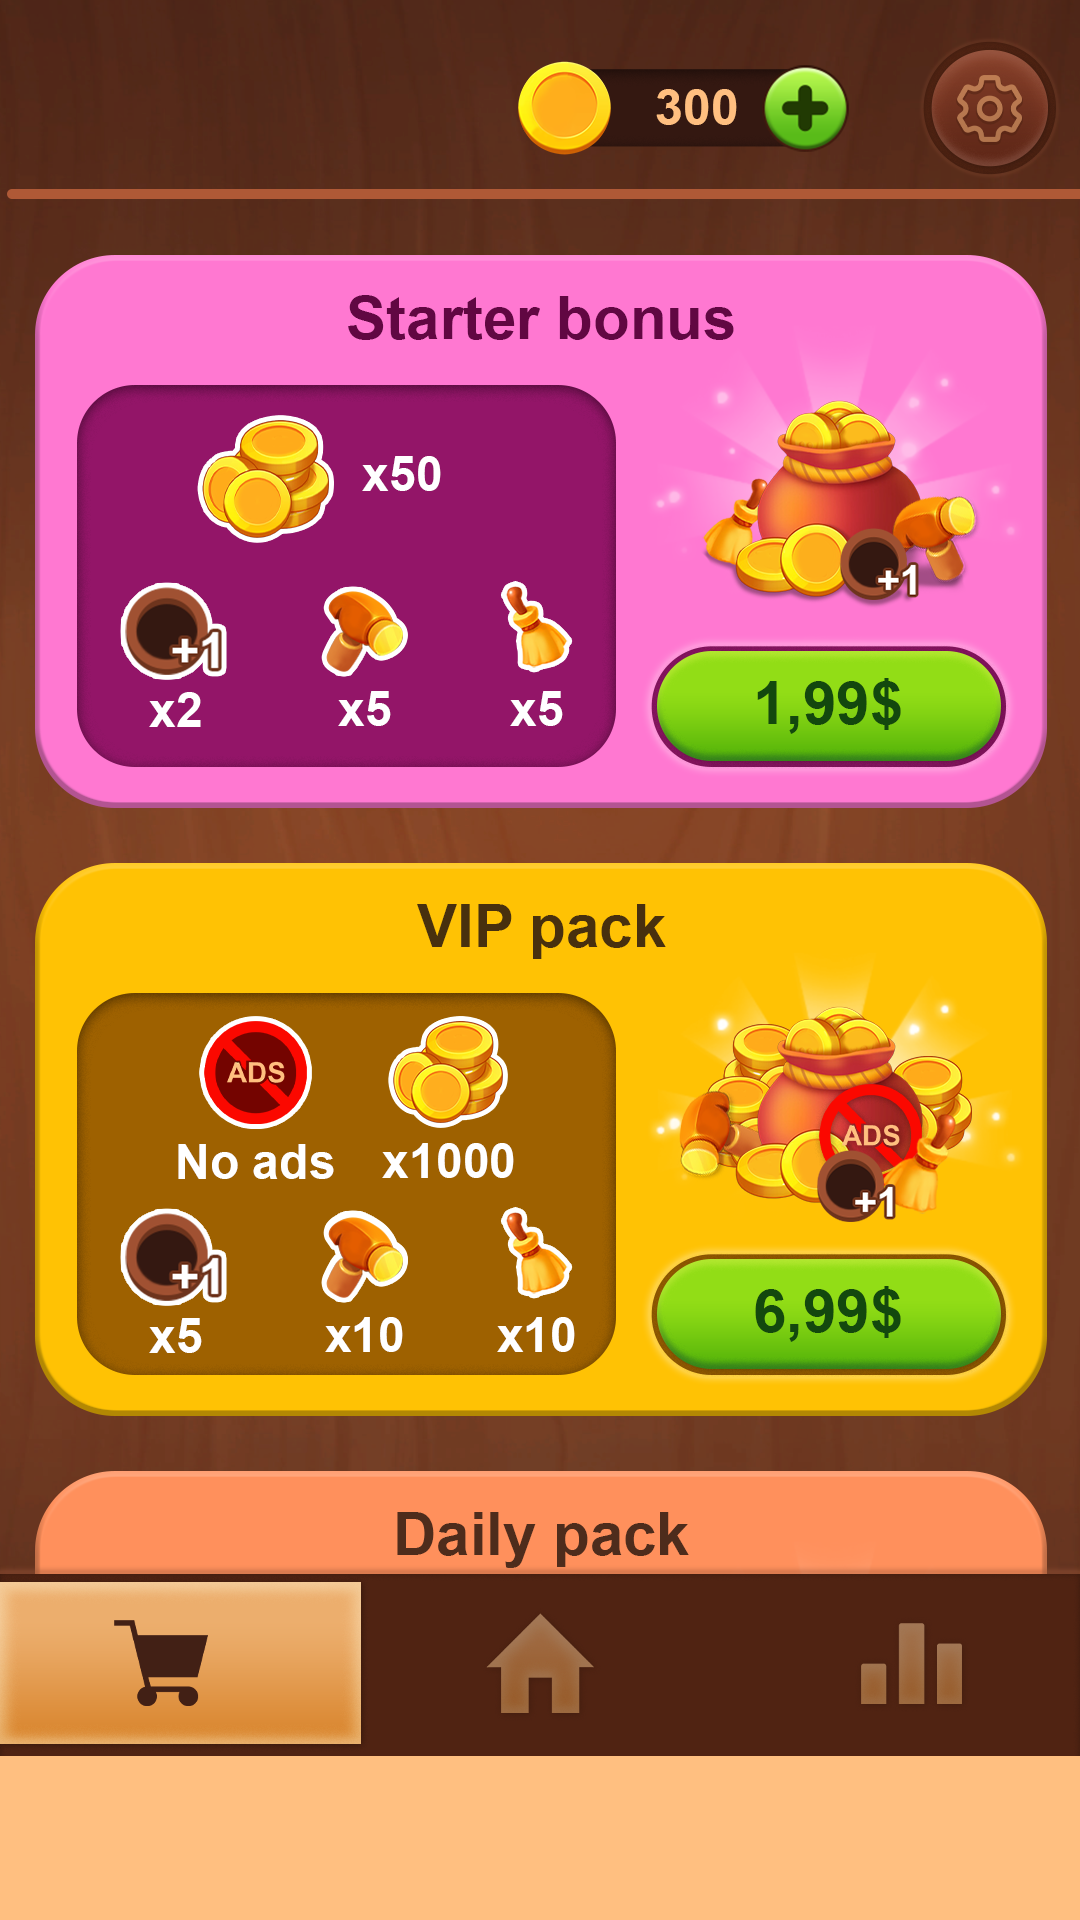 300
Starter bonus
x50
+1
+1
x2 x5 x5
1,99$
VIP pack
ADS
ADS
No ads x1000
+1
+1
x5 x10 x10
6,99$
Daily pack